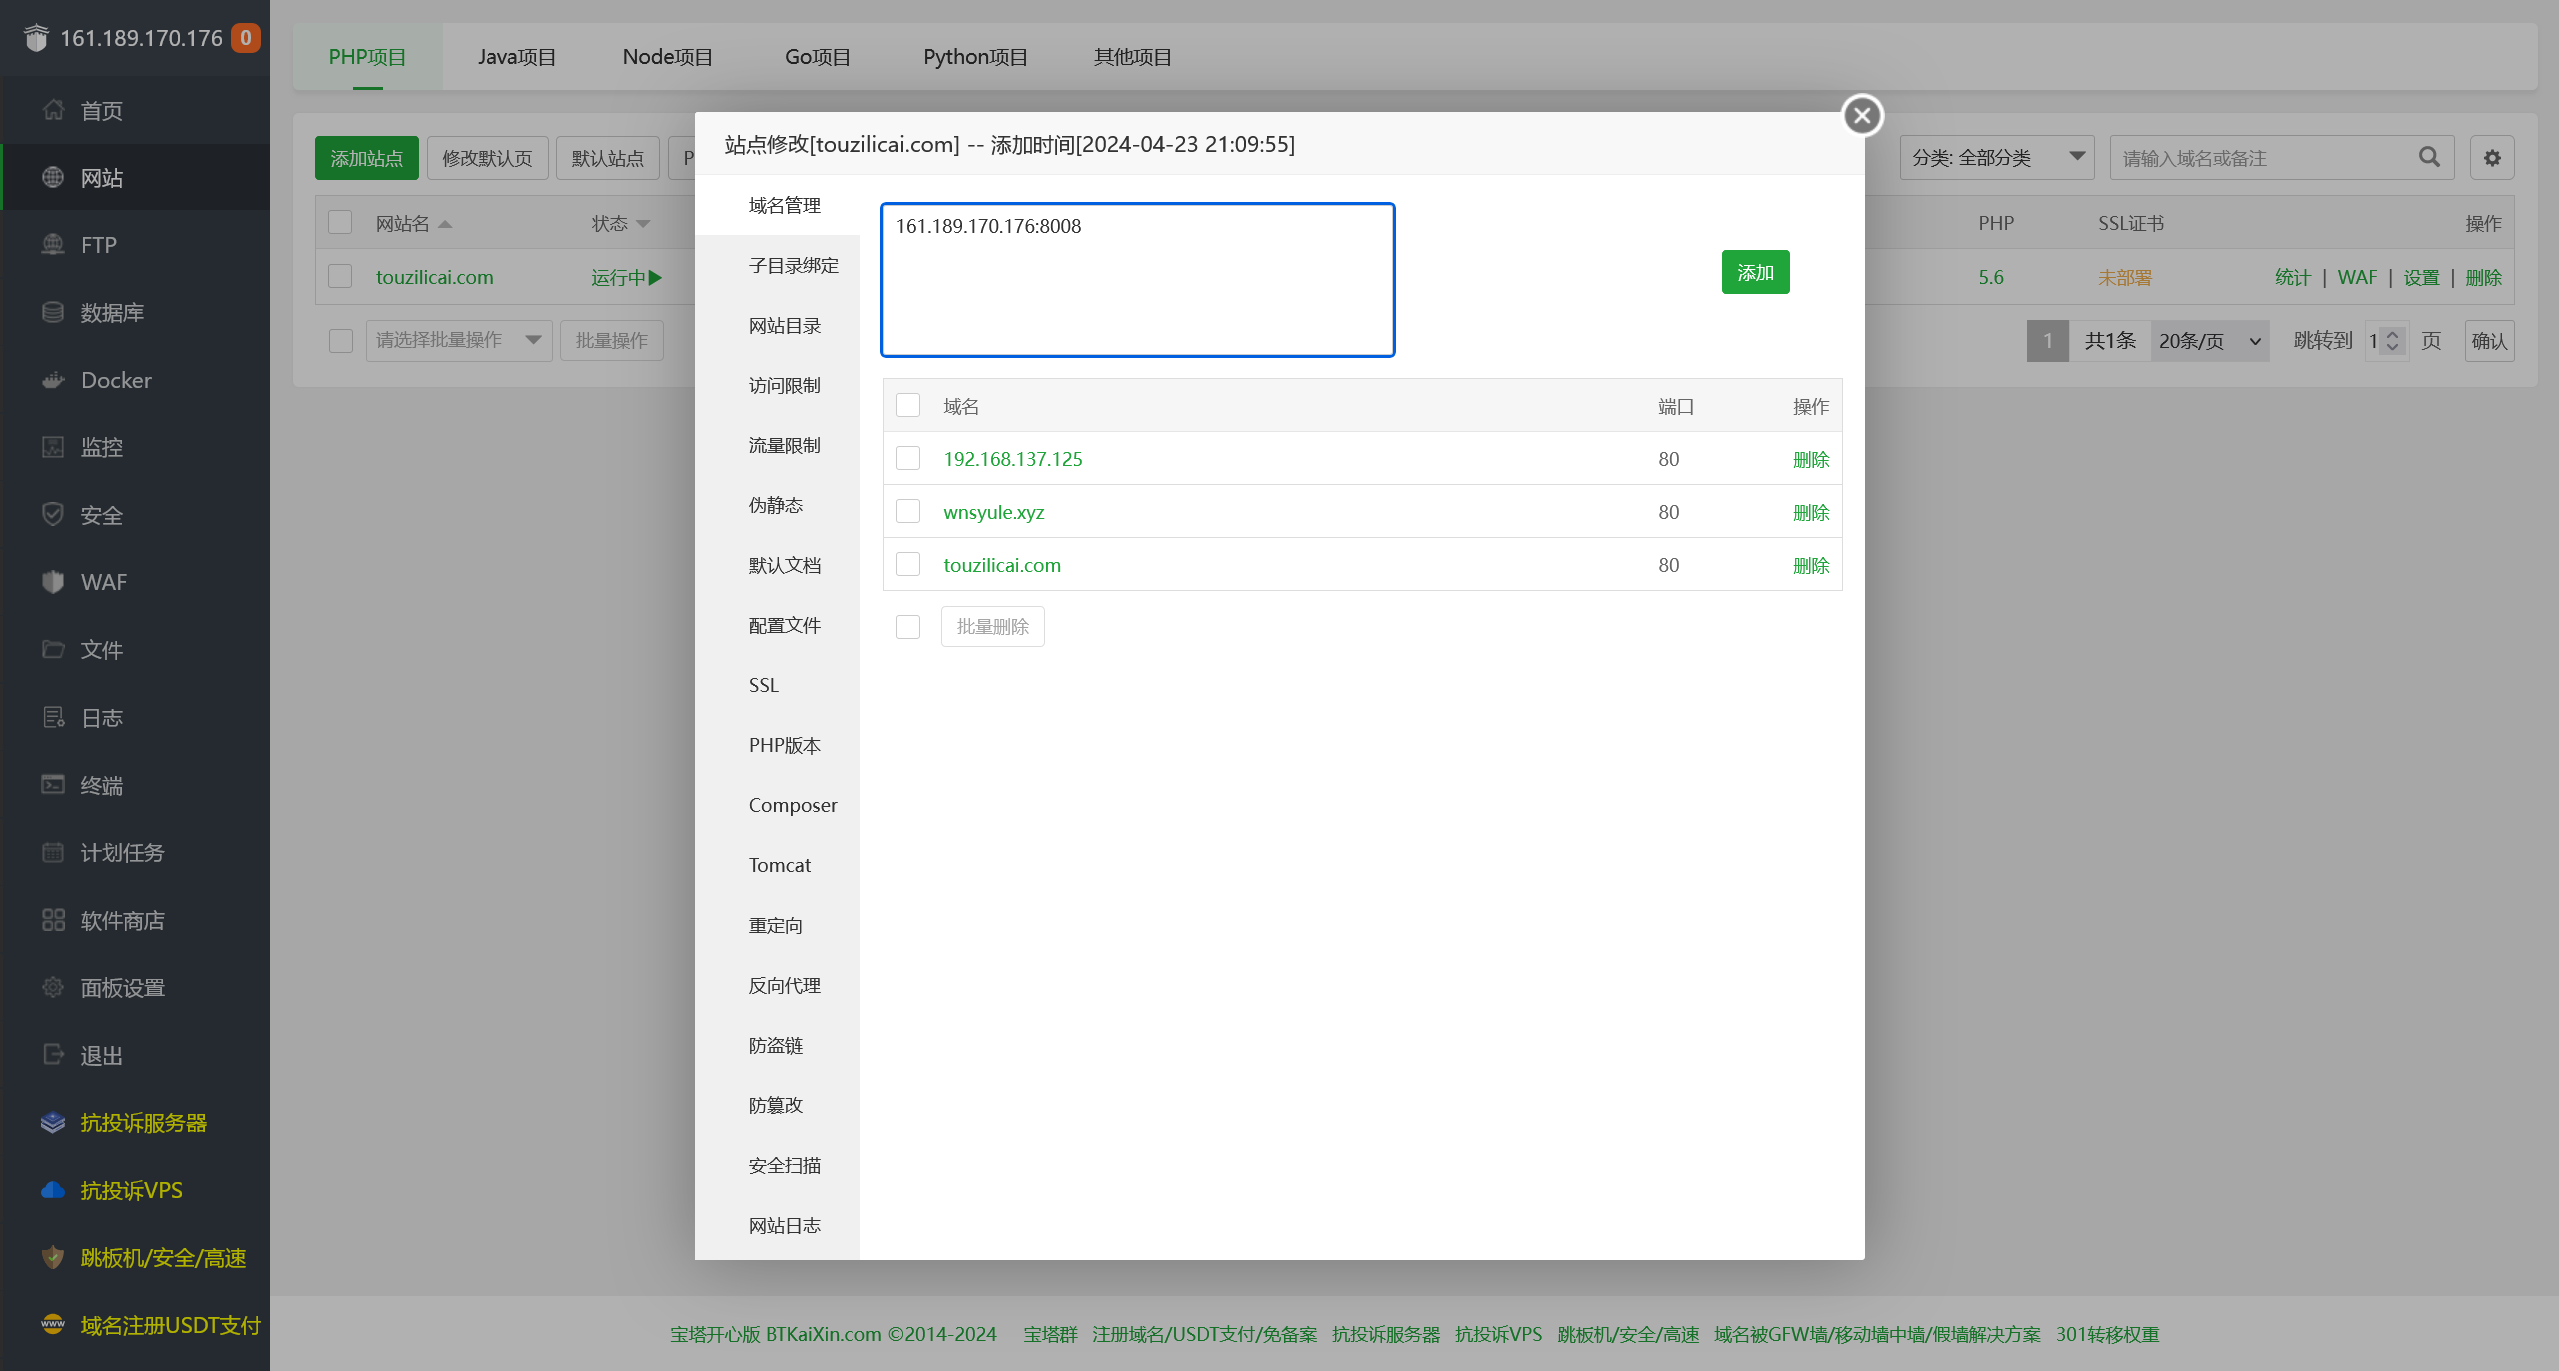 161.189.170.176 0
首页
网站
FTP
数据库
Docker
监控
安全
WAF
文件
日志
终端
计划任务
软件商店
面板设置
退出
抗投诉服务器
抗投诉VPS
跳板机/安全/高速
域名注册USDT支付
PHP项目 Java项目 Node项目 Go项目 Python项目 其他项目
添加站点 修改默认页 默认站点 P 分类: 全部分类 请输入域名或备注
网站名 状态 PHP SSL证书 操作
touzilicai.com 运行中 5.6 未部署 统计 | WAF | 设置 | 删除
请选择批量操作 批量操作 1 共1条 20条/页 跳转到 1 页 确认
站点修改[touzilicai.com] -- 添加时间[2024-04-23 21:09:55]
域名管理
子目录绑定
网站目录
访问限制
流量限制
伪静态
默认文档
配置文件
SSL
PHP版本
Composer
Tomcat
重定向
反向代理
防盗链
防篡改
安全扫描
网站日志
161.189.170.176:8008
添加
域名 端口 操作
192.168.137.125 80 删除
wnsyule.xyz 80 删除
touzilicai.com 80 删除
批量删除
宝塔开心版 BTKaiXin.com ©2014-2024 宝塔群 注册域名/USDT支付/免备案 抗投诉服务器 抗投诉VPS 跳板机/安全/高速 域名被GFW墙/移动墙中墙/假墙解决方案 301转移权重